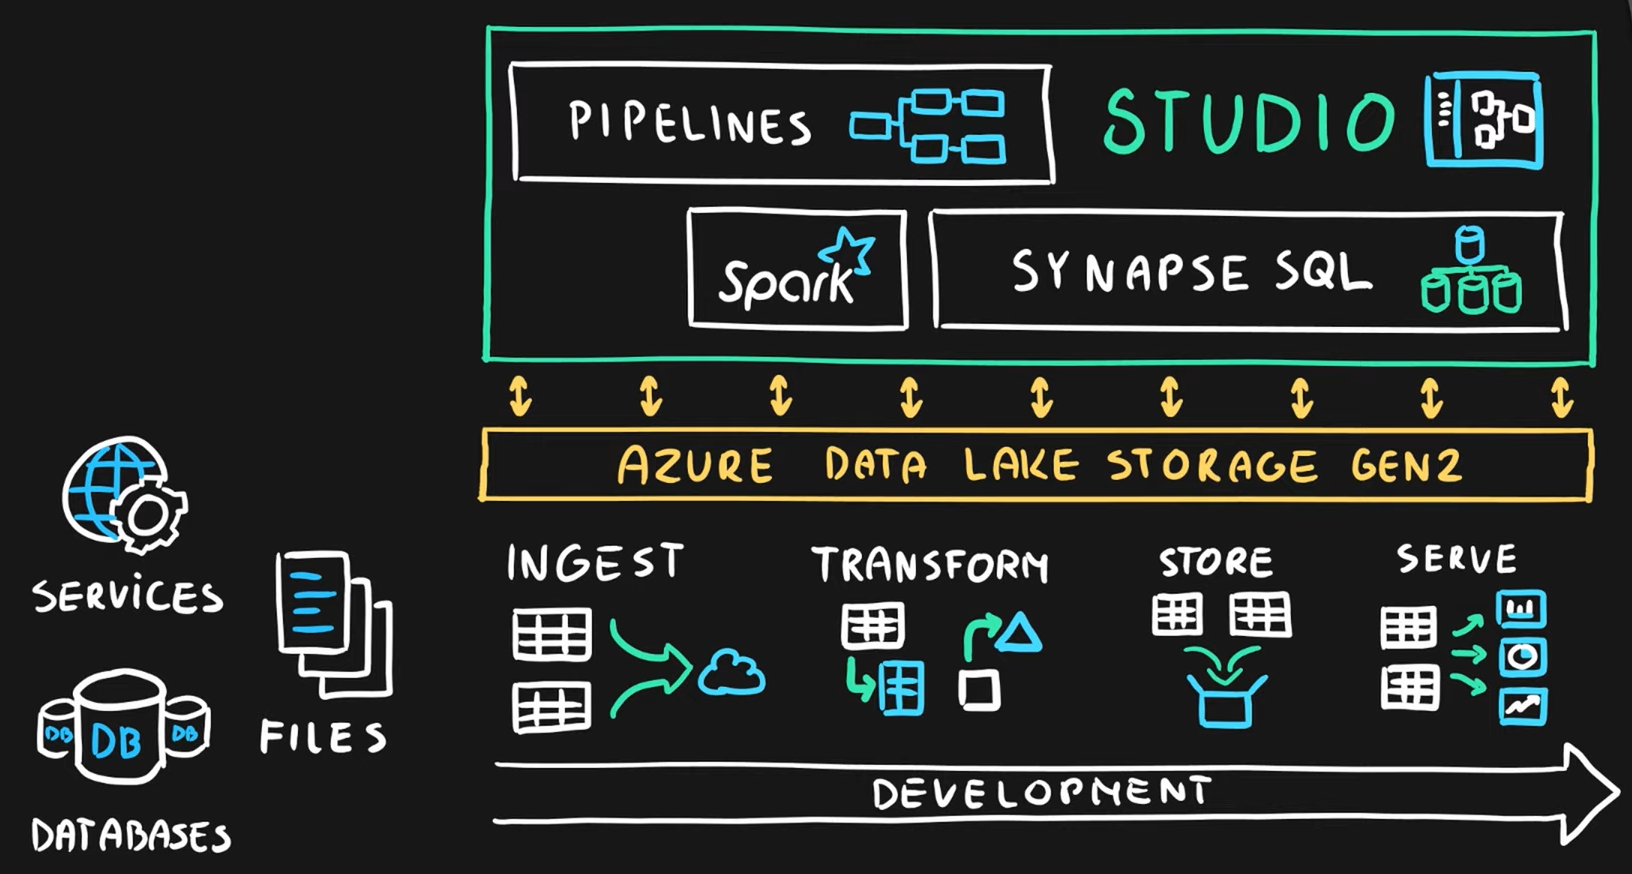 PIPELINES
STUDIO
Spark
SYNAPSE SQL
AZURE DATA LAKE STORAGE GEN2
SERVICES
FILES
DB
DB
DB
DATABASES
INGEST
TRANSFORM
STORE
SERVE
DEVELOPMENT